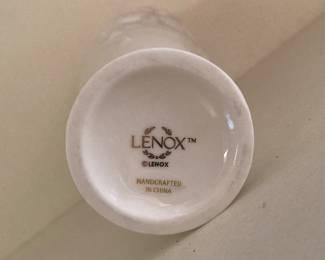 LENOX™
©LENOX
HANDCRAFTED
IN CHINA